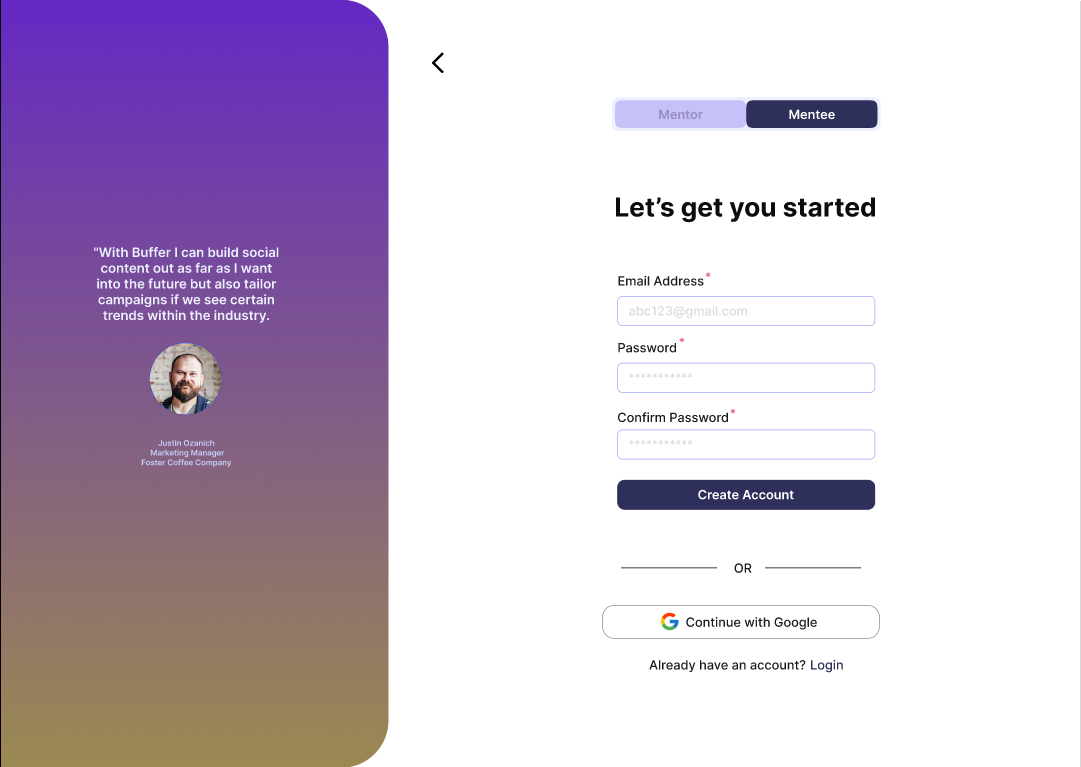 "With Buffer I can build social
content out as far as I want
into the future but also tailor
campaigns if we see certain
trends within the industry.
Justin Ozanich
Marketing Manager
Foster Coffee Company
Mentor
Mentee
Let's get you started
Email Address*
abc123@gmail.com
Password*
***********
Confirm Password*
***********
Create Account
OR
Continue with Google
Already have an account? Login